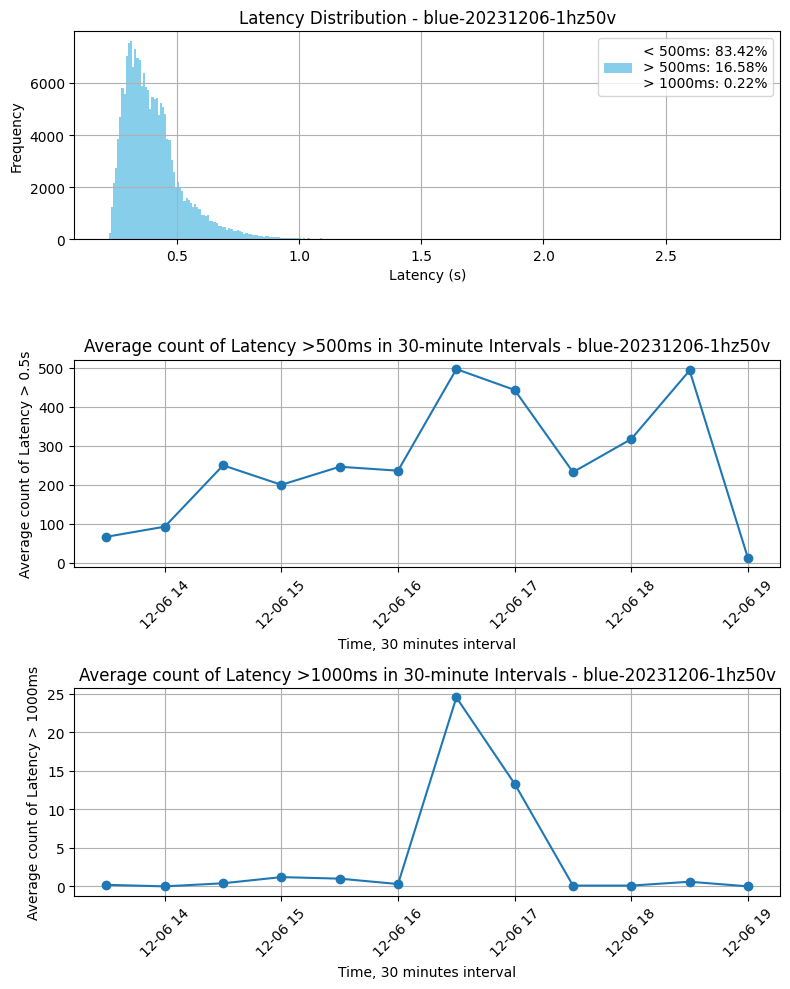 Latency Distribution - blue-20231206-1hz50v
< 500ms: 83.42%
> 500ms: 16.58%
> 1000ms: 0.22%
Frequency
6000
4000
2000
0
0.5
1.0
1.5
2.0
2.5
Latency (s)
Average count of Latency >500ms in 30-minute Intervals - blue-20231206-1hz50v
Average count of Latency > 0.5s
500
400
300
200
100
0
12-06 14
12-06 15
12-06 16
12-06 17
12-06 18
12-06 19
Time, 30 minutes interval
Average count of Latency >1000ms in 30-minute Intervals - blue-20231206-1hz50v
Average count of Latency > 1000ms
25
20
15
10
5
0
12-06 14
12-06 15
12-06 16
12-06 17
12-06 18
12-06 19
Time, 30 minutes interval